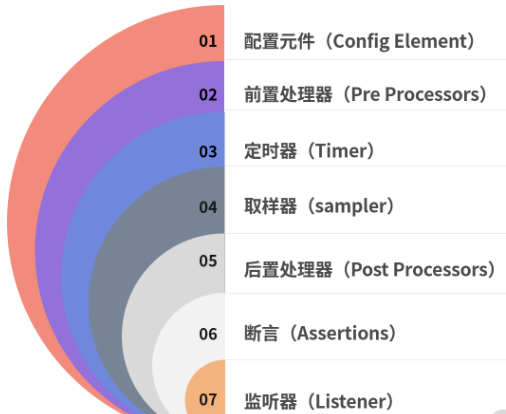 01 配置元件（Config Element）
02 前置处理器（Pre Processors）
03 定时器（Timer）
04 取样器（sampler）
05 后置处理器（Post Processors）
06 断言（Assertions）
07 监听器（Listener）